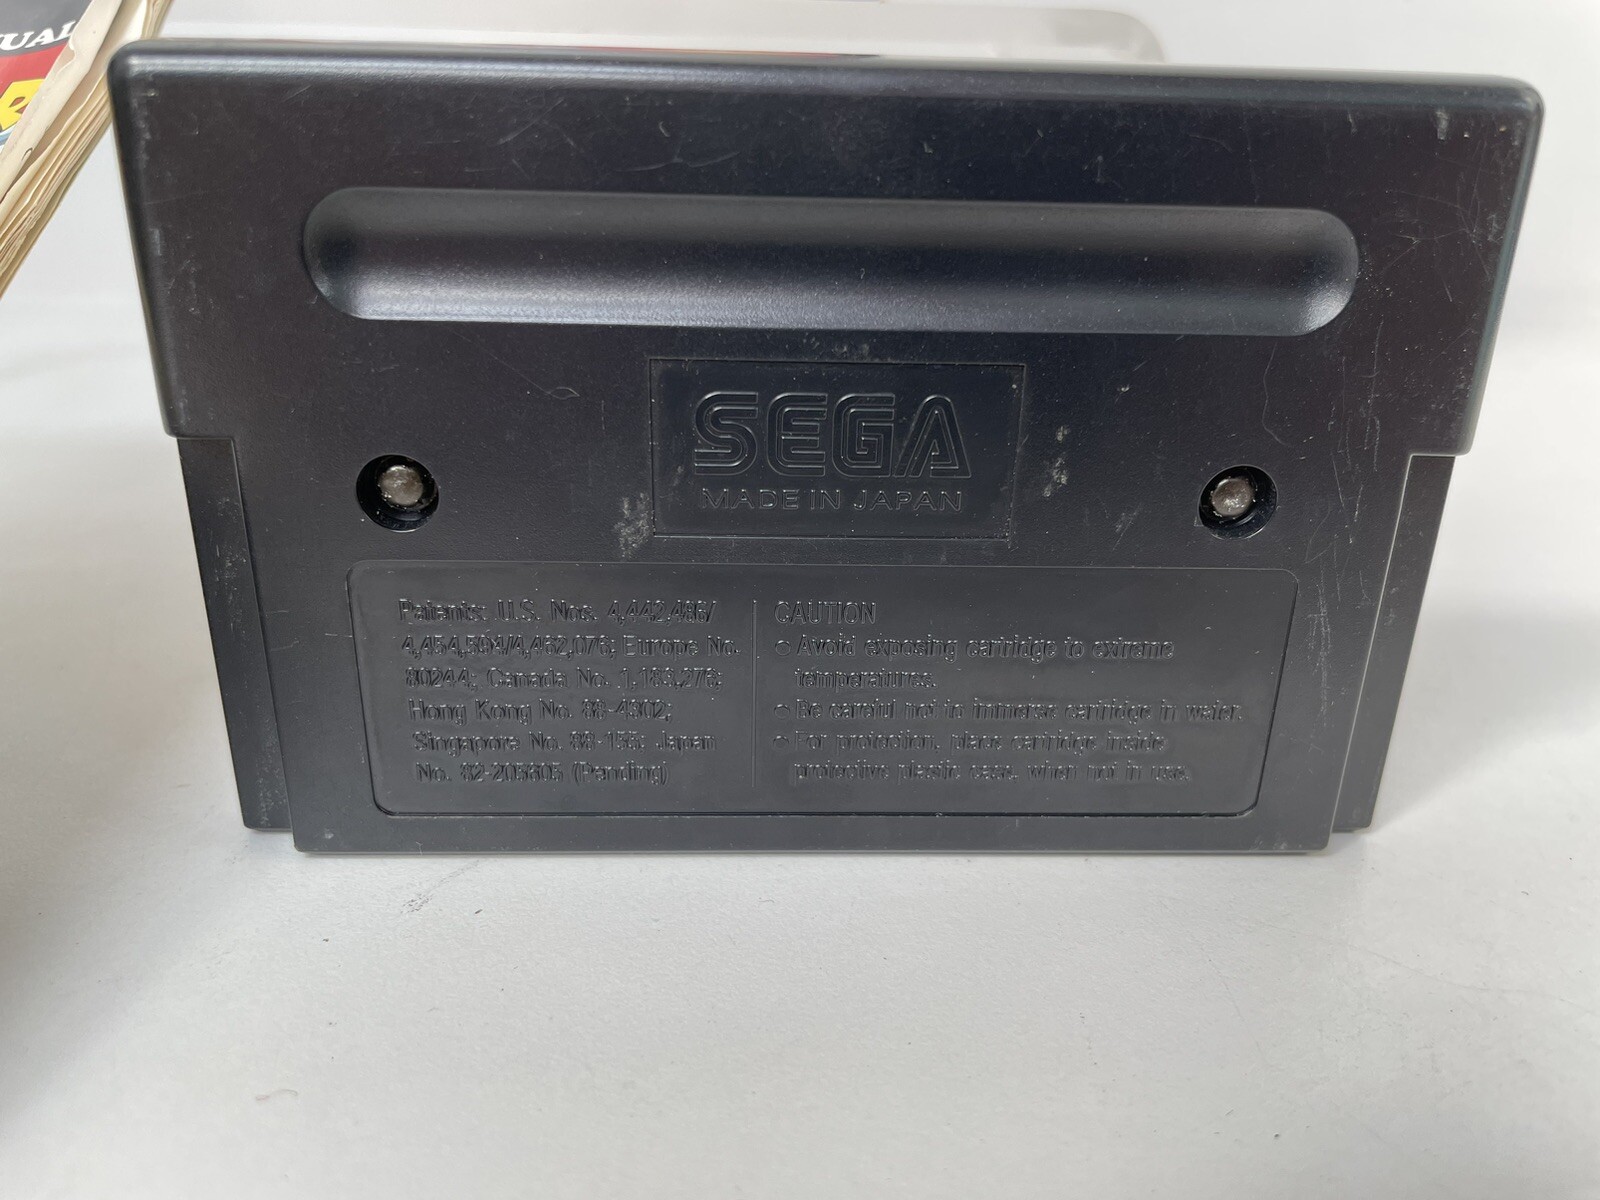 UAL
SEGA
MADE IN JAPAN
Patents: U.S. Nos. 4,442,486/
4,454,594/4,462,076; Europe No.
80244; Canada No. 1,183,276;
Hong Kong No. 88-4302;
Singapore No. 88-155; Japan
No. 82-205605 (Pending)
CAUTION
Avoid exposing cartridge to extreme
temperatures.
Be careful not to immerse cartridge in water.
For protection, place cartridge inside
protective plastic case, when not in use.